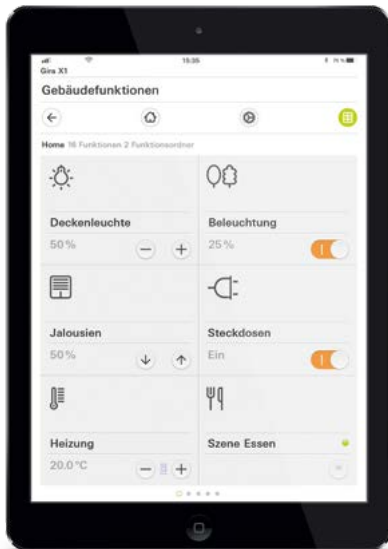 15:35
Gira X1
Gebäudefunktionen
Home 16 Funktionen 2 Funktionsordner
Deckenleuchte
50 %
Beleuchtung
25 %
Jalousien
50 %
Steckdosen
Ein
Heizung
20.0 °C
Szene Essen